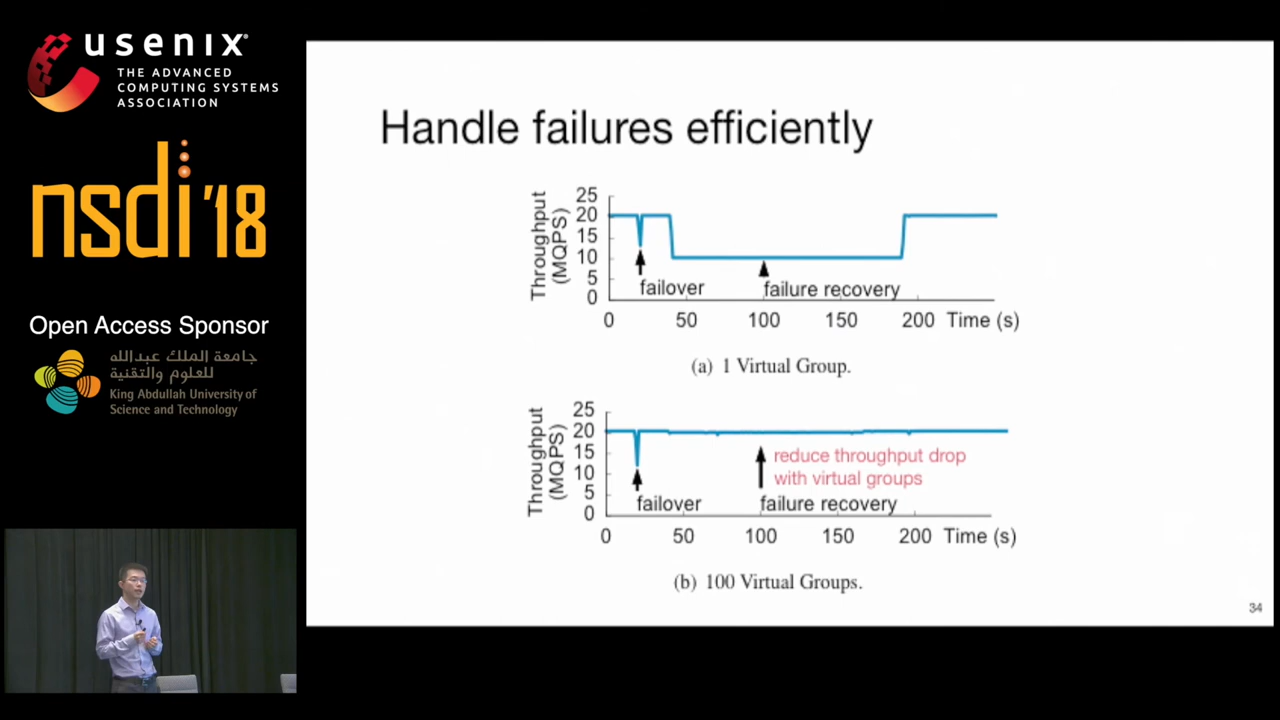 usenix
THE ADVANCED
COMPUTING SYSTEMS
ASSOCIATION
nsdi '18
Open Access Sponsor
جامعة الملك عبدالله
للعلوم والتقنية
King Abdullah University of
Science and Technology
Handle failures efficiently
Throughput
(MQPS)
25
20
15
10
5
0
failover
failure recovery
0 50 100 150 200 Time (s)
(a) 1 Virtual Group.
Throughput
(MQPS)
25
20
15
10
5
0
reduce throughput drop
with virtual groups
failover
failure recovery
0 50 100 150 200 Time (s)
(b) 100 Virtual Groups.
34